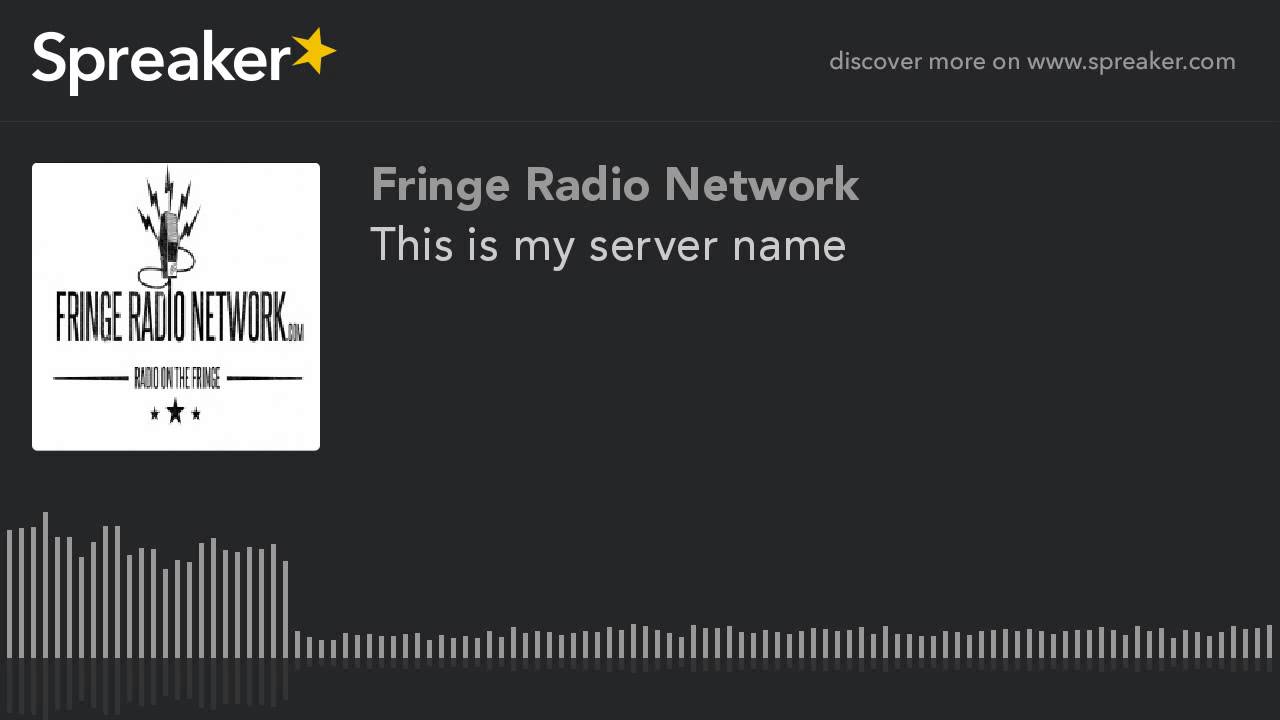 Spreaker
discover more on www.spreaker.com
Fringe Radio Network
This is my server name
FRINGE RADIO NETWORK.COM
RADIO ON THE FRINGE